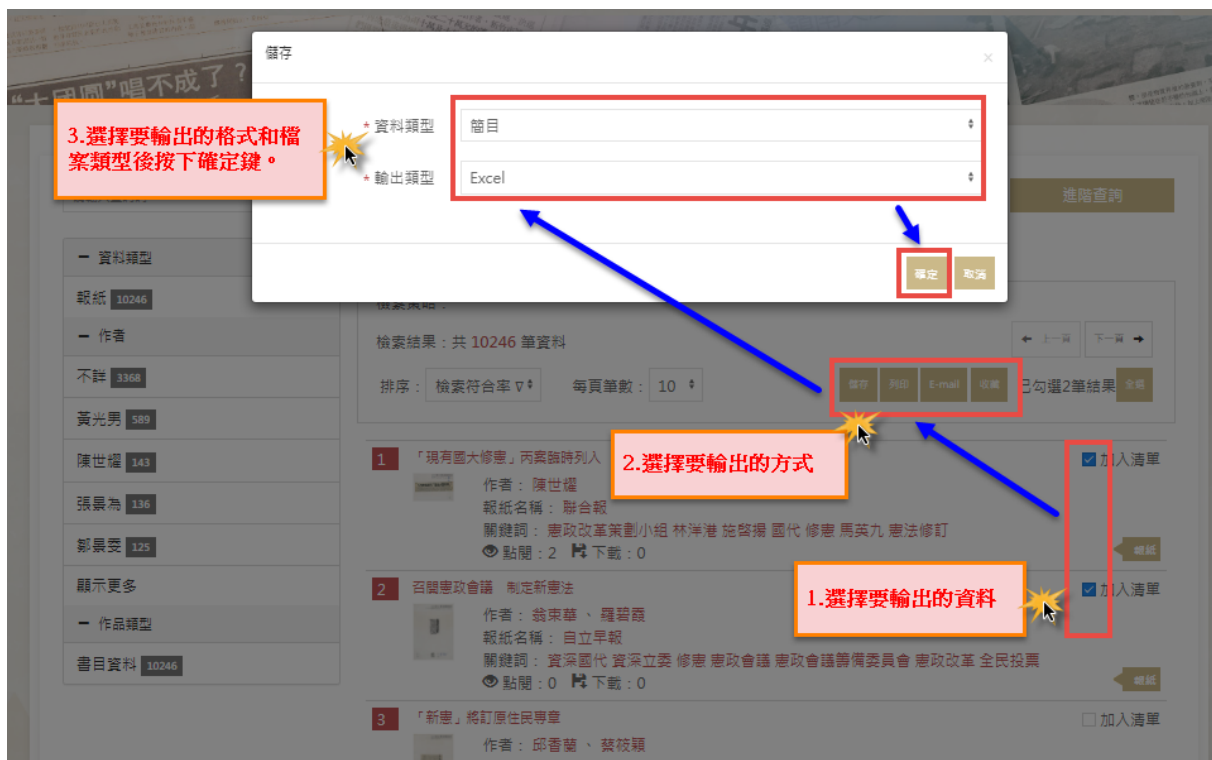 “大团圆”唱不成了？
儲存
×
3.選擇要輸出的格式和檔
案類型後按下確定鍵。
* 資料類型
簡目
* 輸出類型
Excel
確定 取消
進階查詢
資料類型
報紙 10246
作者
不詳 3368
黃光男 589
陳世耀 143
張景為 136
鄒景雯 125
顯示更多
作品類型
書目資料 10246
檢索策略：
檢索結果：共 10246 筆資料
上一頁 下一頁
排序： 檢索符合率 ▽ 每頁筆數： 10
儲存 列印 E-mail 收藏 已勾選2筆結果 全選
2.選擇要輸出的方式
1 「現有國大修憲」丙案臨時列入
加入清單
作者： 陳世耀
報紙名稱： 聯合報
關鍵詞： 憲政改革策劃小組 林洋港 施啓揚 國代 修憲 馬英九 憲法修訂
點閱：2 下載：0
報紙
1.選擇要輸出的資料
2 召開憲政會議 制定新憲法
加入清單
作者： 翁束華 、 羅碧霞
報紙名稱： 自立早報
關鍵詞： 資深國代 資深立委 修憲 憲政會議 憲政會議籌備委員會 憲政改革 全民投票
點閱：0 下載：0
報紙
3 「新憲」將訂原住民專章
加入清單
作者： 邱香蘭 、 蔡筱穎